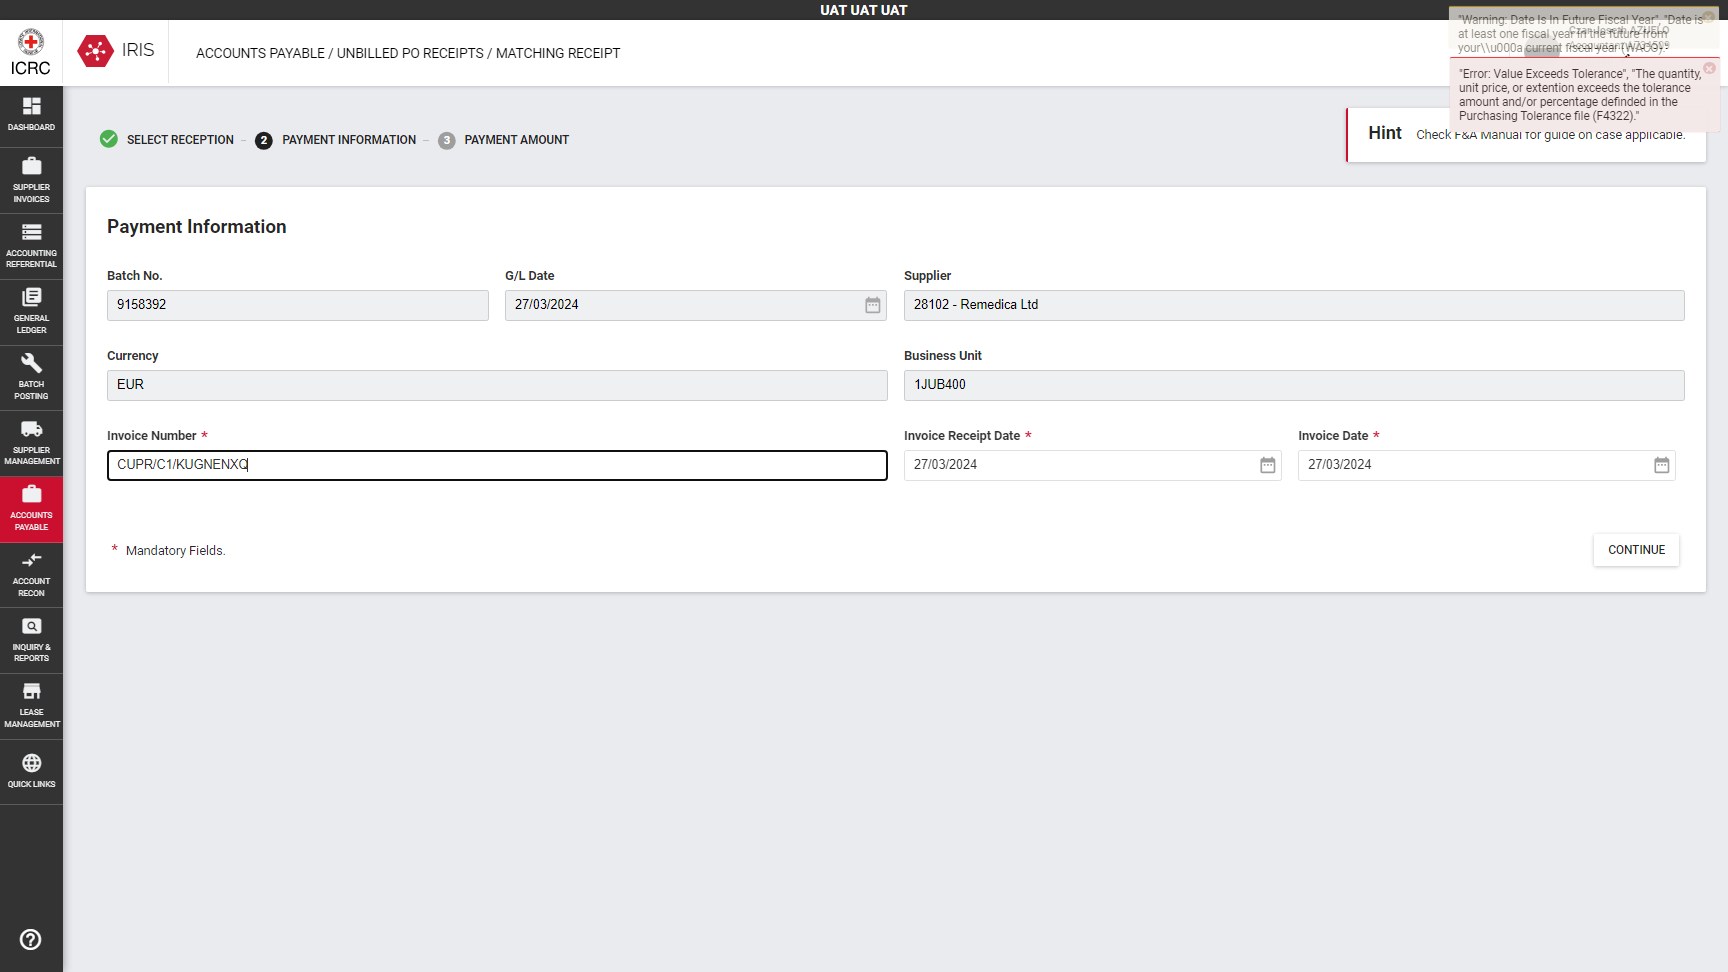 UAT UAT UAT
ICRC
IRIS
ACCOUNTS PAYABLE / UNBILLED PO RECEIPTS / MATCHING RECEIPT
"Warning: Date Is In Future Fiscal Year", "Date is
at least one fiscal year in the future from
your\\u000a current fiscal year (WACO)."
"Error: Value Exceeds Tolerance", "The quantity,
unit price, or extention exceeds the tolerance
amount and/or percentage definded in the
Purchasing Tolerance file (F4322)."
Hint Check F&A Manual for guide on case applicable.
DASHBOARD
SUPPLIER
INVOICES
ACCOUNTING
REFERENTIAL
GENERAL
LEDGER
BATCH
POSTING
SUPPLIER
MANAGEMENT
ACCOUNTS
PAYABLE
ACCOUNT
RECON
INQUIRY &
REPORTS
LEASE
MANAGEMENT
QUICK LINKS
SELECT RECEPTION - 2 PAYMENT INFORMATION - 3 PAYMENT AMOUNT
Payment Information
Batch No. G/L Date Supplier
9158392 27/03/2024 28102 - Remedica Ltd
Currency Business Unit
EUR 1JUB400
Invoice Number * Invoice Receipt Date * Invoice Date *
CUPR/C1/KUGNENXQ 27/03/2024 27/03/2024
* Mandatory Fields.
CONTINUE